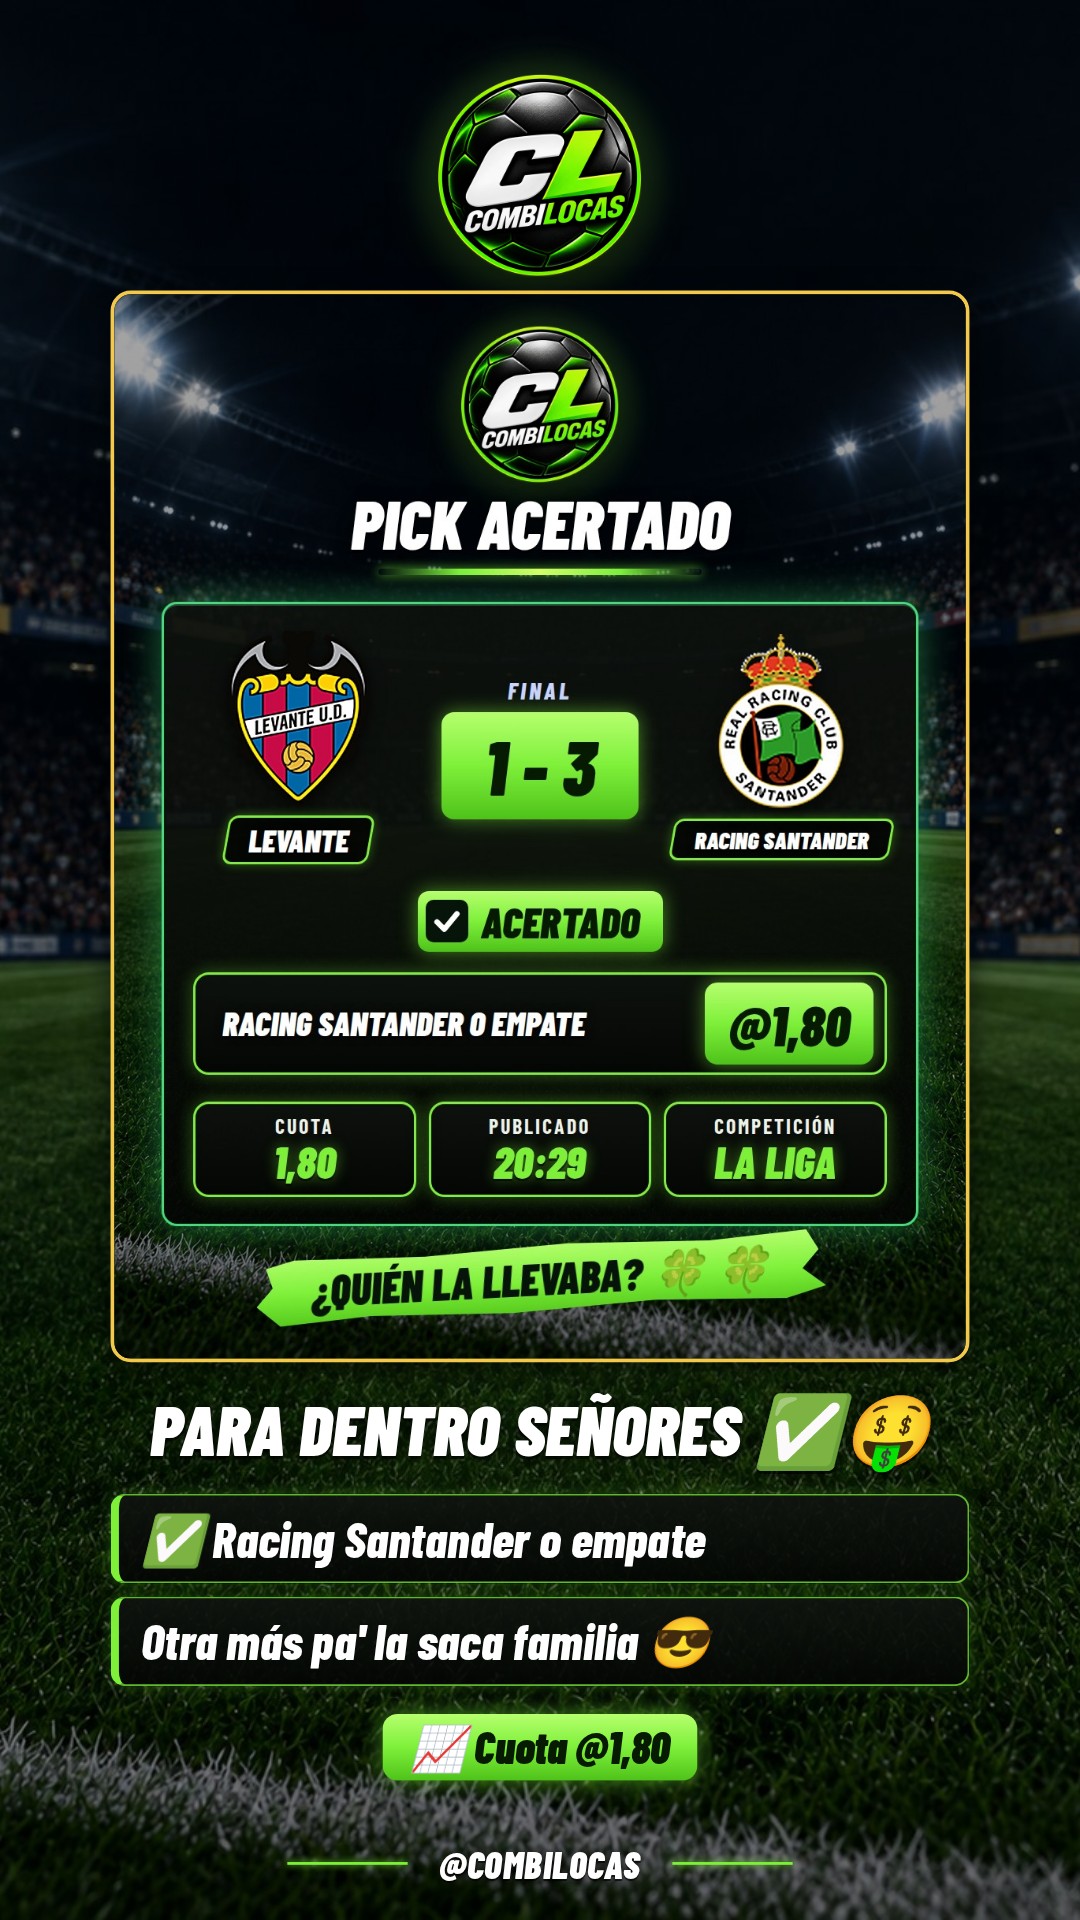 CL
COMBILOCAS
CL
COMBILOCAS
PICK ACERTADO
LEVANTE U.D.
FINAL
1 - 3
REAL RACING CLUB
SANTANDER
LEVANTE
RACING SANTANDER
ACERTADO
RACING SANTANDER O EMPATE
@1,80
CUOTA
1,80
PUBLICADO
20:29
COMPETICIÓN
LA LIGA
¿QUIÉN LA LLEVABA? 🍀 🍀
PARA DENTRO SEÑORES ✅🤑
✅ Racing Santander o empate
Otra más pa' la saca familia 😎
📈 Cuota @1,80
@COMBILOCAS